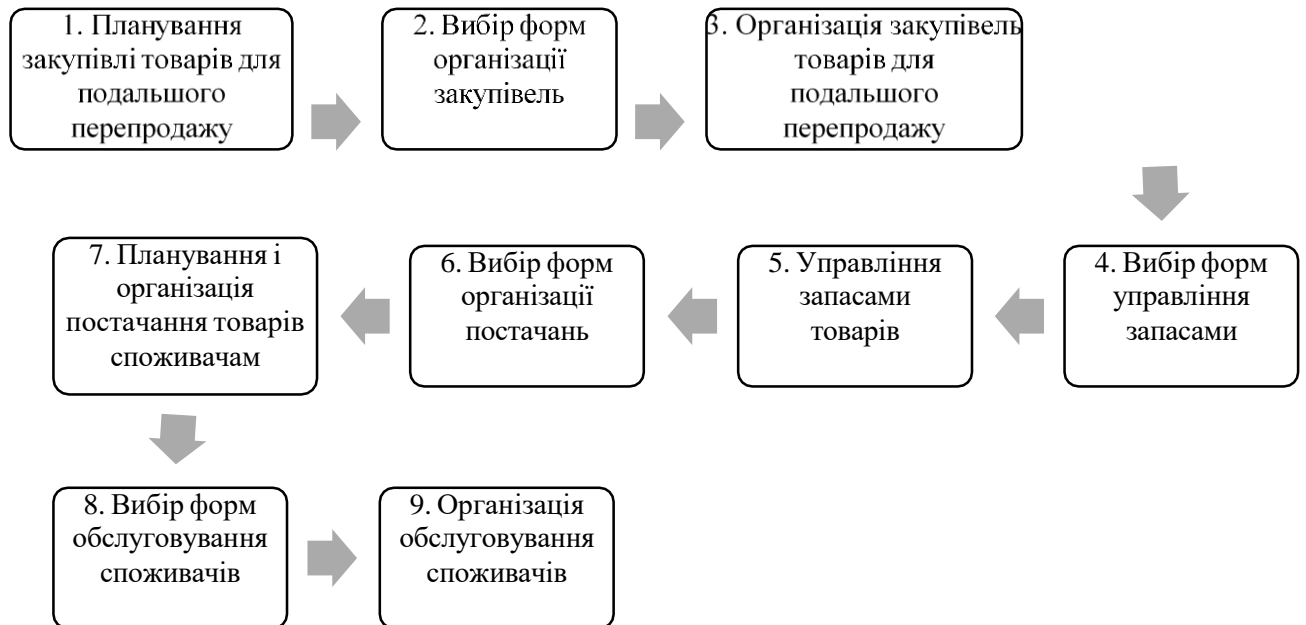 1. Планування
закупівлі товарів для
подальшого
перепродажу
2. Вибір форм
організації
закупівель
3. Організація закупівель
товарів для
подальшого
перепродажу
4. Вибір форм
управління
запасами
5. Управління
запасами
товарів
6. Вибір форм
організації
постачань
7. Планування і
організація
постачання товарів
споживачам
8. Вибір форм
обслуговування
споживачів
9. Організація
обслуговування
споживачів